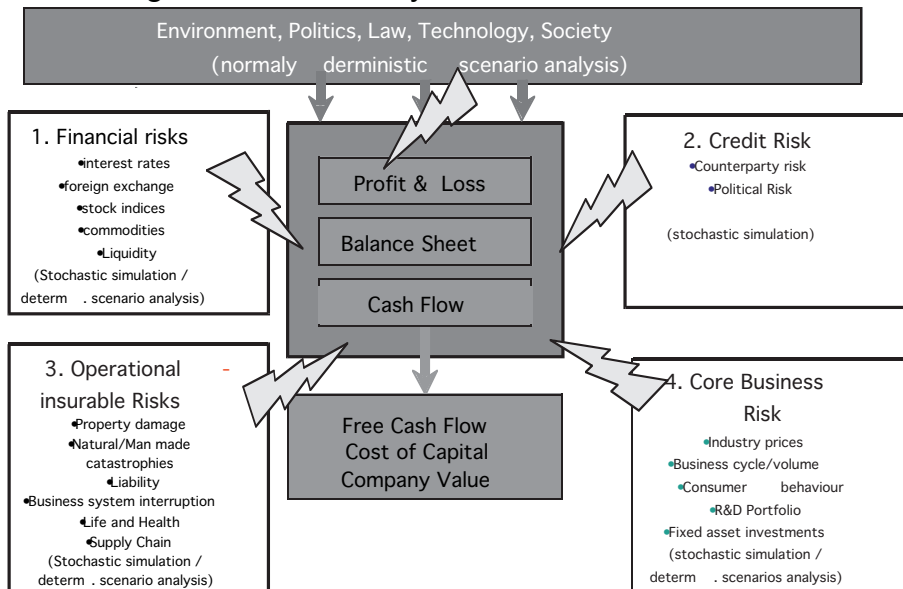 Environment, Politics, Law, Technology, Society
(normaly derministic scenario analysis)
1. Financial risks
•interest rates
•foreign exchange
•stock indices
•commodities
•Liquidity
(Stochastic simulation /
determ . scenario analysis)
Profit & Loss
Balance Sheet
Cash Flow
2. Credit Risk
•Counterparty risk
•Political Risk
(stochastic simulation)
3. Operational -
insurable Risks
•Property damage
•Natural/Man made
catastrophies
•Liability
•Business system interruption
•Life and Health
•Supply Chain
(Stochastic simulation /
determ . scenario analysis)
Free Cash Flow
Cost of Capital
Company Value
4. Core Business
Risk
•Industry prices
•Business cycle/volume
•Consumer behaviour
•R&D Portfolio
•Fixed asset investments
(stochastic simulation /
determ . scenarios analysis)